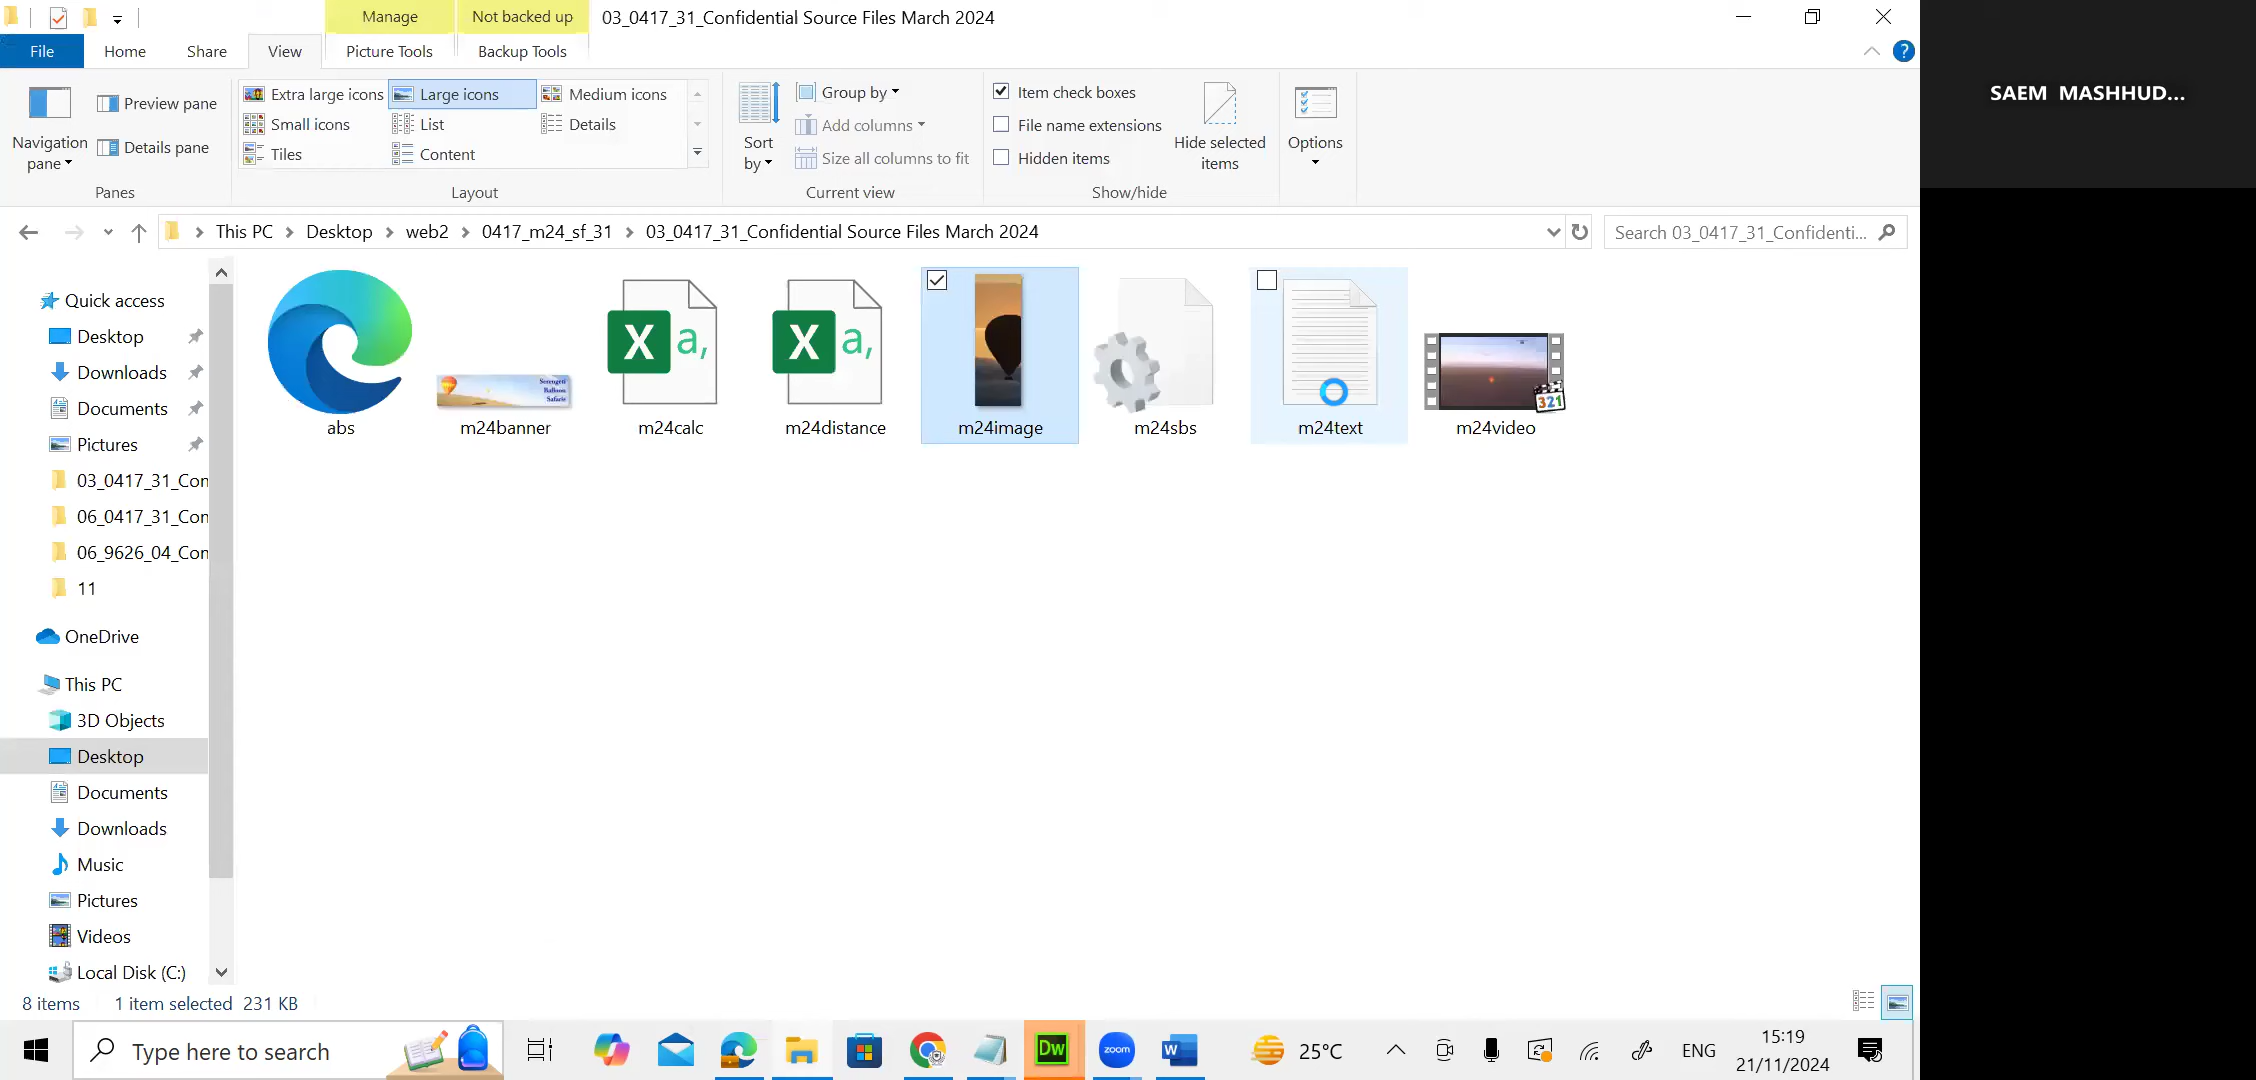 Manage
Not backed up
03_0417_31_Confidential Source Files March 2024
File
Home
Share
View
Picture Tools
Backup Tools
?
SAEM MASHHUD...
Navigation pane
Preview pane
Details pane
Panes
Extra large icons
Large icons
Medium icons
Small icons
List
Details
Tiles
Content
Layout
Sort by
Group by
Add columns
Size all columns to fit
Current view
Item check boxes
File name extensions
Hidden items
Hide selected items
Show/hide
Options
This PC
Desktop
web2
0417_m24_sf_31
03_0417_31_Confidential Source Files March 2024
Search 03_0417_31_Confidenti...
Quick access
Desktop
Downloads
Documents
Pictures
03_0417_31_Con
06_0417_31_Con
06_9626_04_Con
11
OneDrive
This PC
3D Objects
Desktop
Documents
Downloads
Music
Pictures
Videos
Local Disk (C:)
abs
Serengeti
Balloon
Safaris
m24banner
X a,
m24calc
X a,
m24distance
m24image
m24sbs
m24text
321
m24video
8 items
1 item selected 231 KB
Type here to search
Dw
zoom
W
25°C
ENG
15:19
21/11/2024